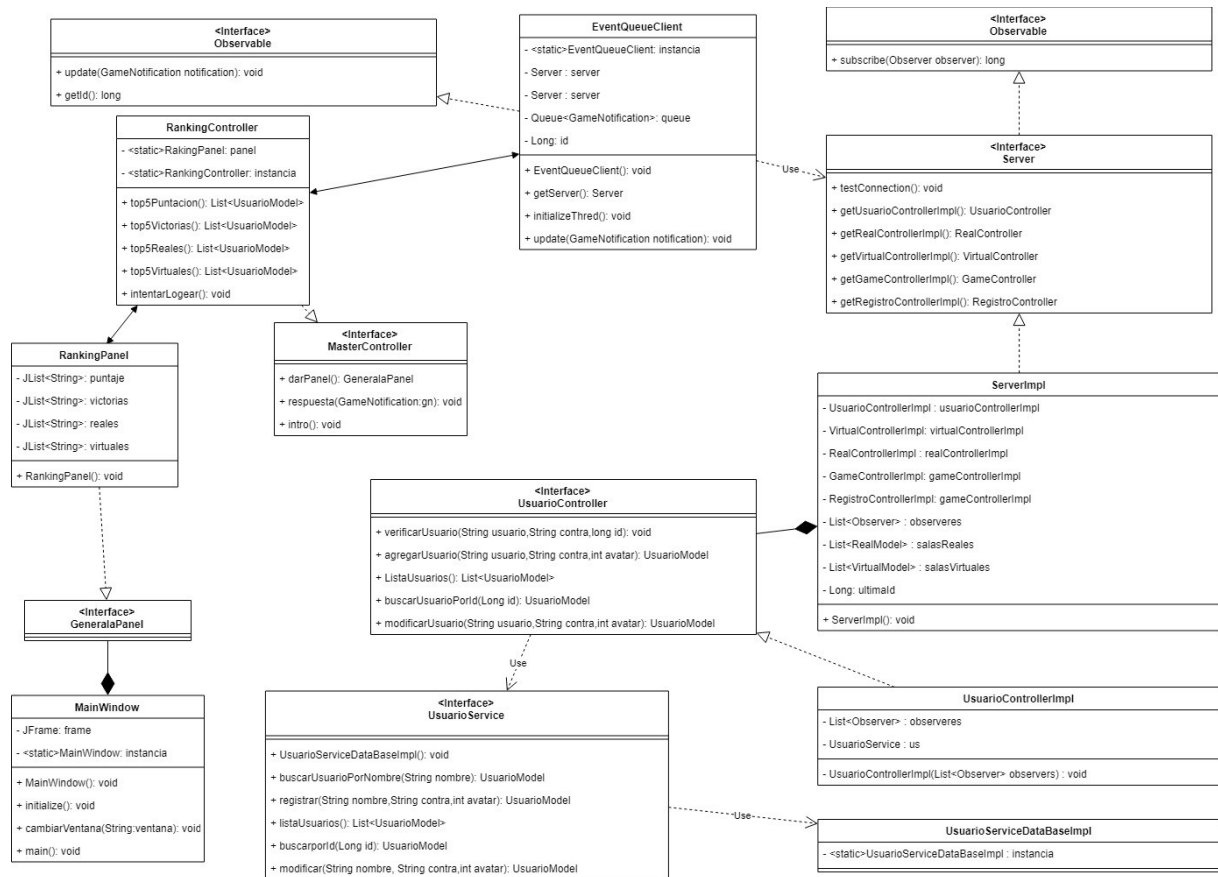 <Interface>
Observable
+ update(GameNotification notification): void
+ getId(): long
EventQueueClient
- <static>EventQueueClient: instancia
- Server : server
- Server : server
- Queue<GameNotification>: queue
- Long: id
+ EventQueueClient(): void
+ getServer(): Server
+ initializeThred(): void
+ update(GameNotification notification): void
<Interface>
Observable
+ subscribe(Observer observer): long
RankingController
- <static>RakingPanel: panel
- <static>RankingController: instancia
+ top5Puntacion(): List<UsuarioModel>
+ top5Victorias(): List<UsuarioModel>
+ top5Reales(): List<UsuarioModel>
+ top5Virtuales(): List<UsuarioModel>
+ intentarLogear(): void
Use
<Interface>
Server
+ testConnection(): void
+ getUsuarioControllerImpl(): UsuarioController
+ getRealControllerImpl(): RealController
+ getVirtualControllerImpl(): VirtualController
+ getGameControllerImpl(): GameController
+ getRegistroControllerImpl(): RegistroController
<Interface>
MasterController
+ darPanel(): GeneralaPanel
+ respuesta(GameNotification:gn): void
+ intro(): void
RankingPanel
- JList<String>: puntaje
- JList<String>: victorias
- JList<String>: reales
- JList<String>: virtuales
+ RankingPanel(): void
ServerImpl
- UsuarioControllerImpl : usuarioControllerImpl
- VirtualControllerImpl: virtualControllerImpl
- RealControllerImpl : realControllerImpl
- GameControllerImpl: gameControllerImpl
- RegistroControllerImpl: gameControllerImpl
- List<Observer> : observeres
- List<RealModel> : salasReales
- List<VirtualModel> : salasVirtuales
- Long: ultimaId
+ ServerImpl(): void
<Interface>
UsuarioController
+ verificarUsuario(String usuario,String contra,long id): void
+ agregarUsuario(String usuario,String contra,int avatar): UsuarioModel
+ ListaUsuarios(): List<UsuarioModel>
+ buscarUsuarioPorId(Long id): UsuarioModel
+ modificarUsuario(String usuario,String contra,int avatar): UsuarioModel
<Interface>
GeneralaPanel
Use
MainWindow
- JFrame: frame
- <static>MainWindow: instancia
+ MainWindow(): void
+ initialize(): void
+ cambiarVentana(String:ventana): void
+ main(): void
<Interface>
UsuarioService
+ UsuarioServiceDataBaseImpl(): void
+ buscarUsuarioPorNombre(String nombre): UsuarioModel
+ registrar(String nombre,String contra,int avatar): UsuarioModel
+ listaUsuarios(): List<UsuarioModel>
+ buscarporId(Long id): UsuarioModel
+ modificar(String nombre, String contra,int avatar): UsuarioModel
UsuarioControllerImpl
- List<Observer> : observeres
- UsuarioService : us
- UsuarioControllerImpl(List<Observer> observers) : void
Use
UsuarioServiceDataBaseImpl
- <static>UsuarioServiceDataBaseImpl : instancia